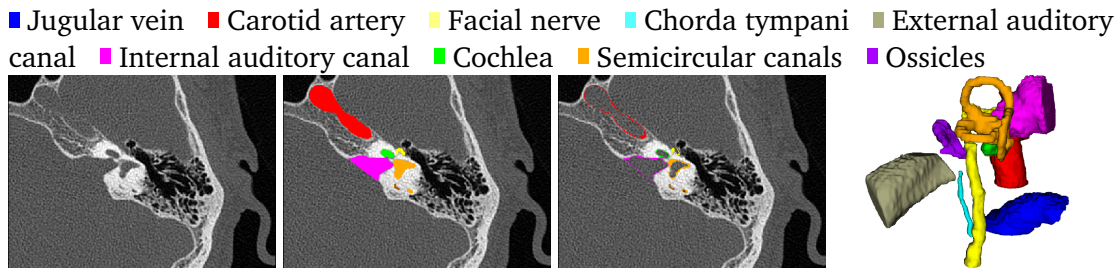 Jugular vein Carotid artery Facial nerve Chorda tympani External auditory
canal Internal auditory canal Cochlea Semicircular canals Ossicles